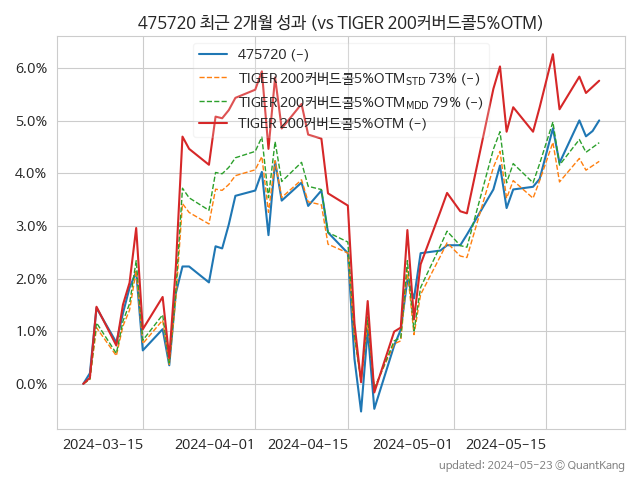 475720 최근 2개월 성과 (vs TIGER 200커버드콜5%OTM)
475720 (-)
TIGER 200커버드콜5%OTM_STD 73% (-)
TIGER 200커버드콜5%OTM_MDD 79% (-)
TIGER 200커버드콜5%OTM (-)
6.0%
5.0%
4.0%
3.0%
2.0%
1.0%
0.0%
2024-03-15
2024-04-01
2024-04-15
2024-05-01
2024-05-15
updated: 2024-05-23 © QuantKang